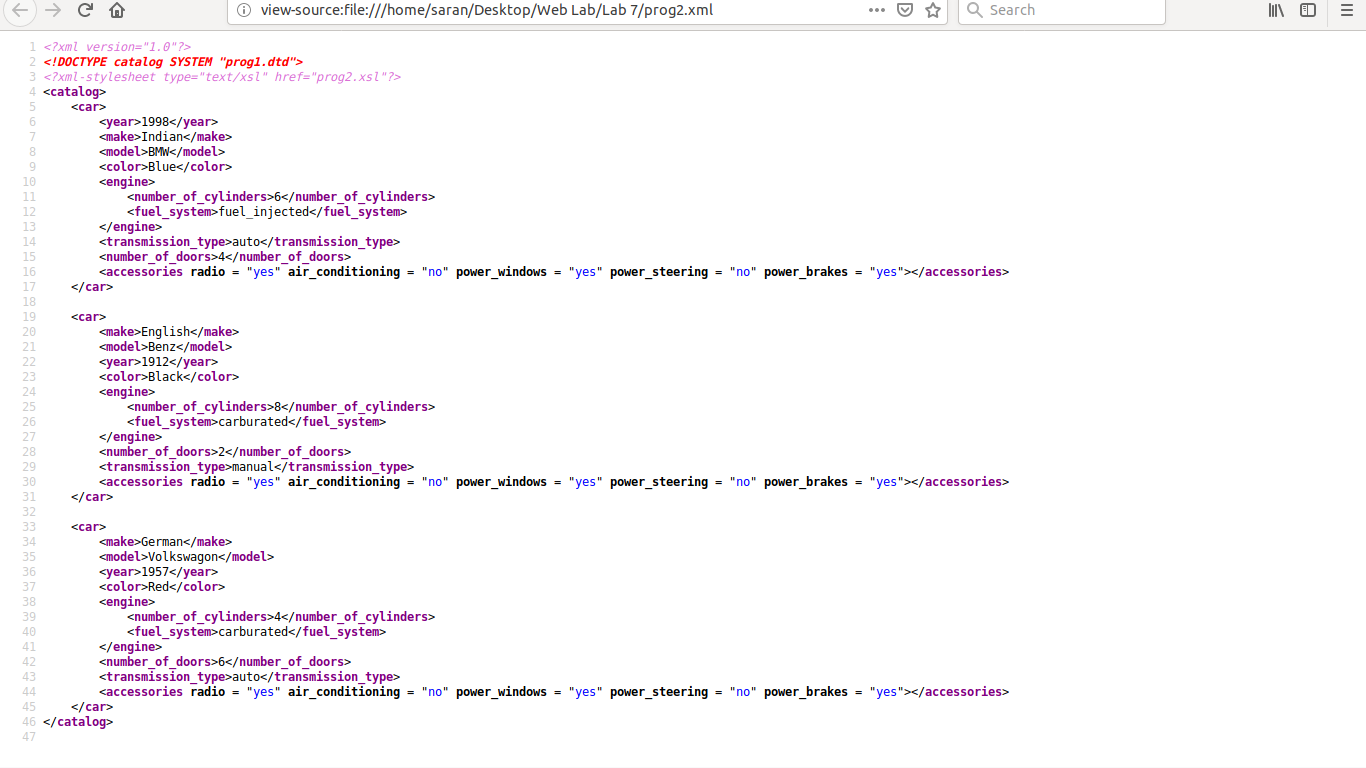 view-source:file:///home/saran/Desktop/Web Lab/Lab 7/prog2.xml
Search
1 <?xml version="1.0"?>
2 <!DOCTYPE catalog SYSTEM "prog1.dtd">
3 <?xml-stylesheet type="text/xsl" href="prog2.xsl"?>
4 <catalog>
5     <car>
6         <year>1998</year>
7         <make>Indian</make>
8         <model>BMW</model>
9         <color>Blue</color>
10         <engine>
11             <number_of_cylinders>6</number_of_cylinders>
12             <fuel_system>fuel_injected</fuel_system>
13         </engine>
14         <transmission_type>auto</transmission_type>
15         <number_of_doors>4</number_of_doors>
16         <accessories radio = "yes" air_conditioning = "no" power_windows = "yes" power_steering = "no" power_brakes = "yes"></accessories>
17     </car>
18
19     <car>
20         <make>English</make>
21         <model>Benz</model>
22         <year>1912</year>
23         <color>Black</color>
24         <engine>
25             <number_of_cylinders>8</number_of_cylinders>
26             <fuel_system>carburated</fuel_system>
27         </engine>
28         <number_of_doors>2</number_of_doors>
29         <transmission_type>manual</transmission_type>
30         <accessories radio = "yes" air_conditioning = "no" power_windows = "yes" power_steering = "no" power_brakes = "yes"></accessories>
31     </car>
32
33     <car>
34         <make>German</make>
35         <model>Volkswagon</model>
36         <year>1957</year>
37         <color>Red</color>
38         <engine>
39             <number_of_cylinders>4</number_of_cylinders>
40             <fuel_system>carburated</fuel_system>
41         </engine>
42         <number_of_doors>6</number_of_doors>
43         <transmission_type>auto</transmission_type>
44         <accessories radio = "yes" air_conditioning = "no" power_windows = "yes" power_steering = "no" power_brakes = "yes"></accessories>
45     </car>
46 </catalog>
47